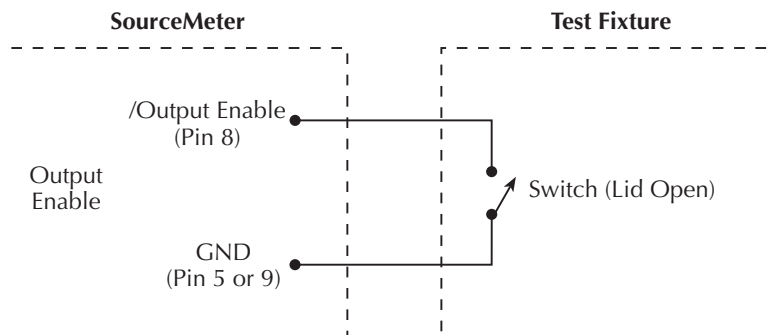 SourceMeter
Test Fixture
/Output Enable
(Pin 8)
Output
Enable
Switch (Lid Open)
GND
(Pin 5 or 9)